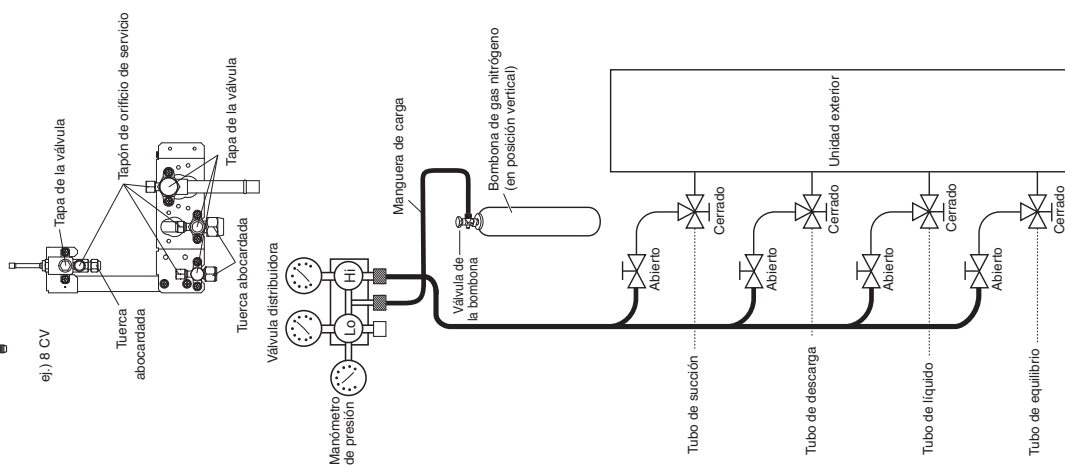 ej.) 8 CV
Tapa de la válvula
Tapón de orificio de servicio
Tapa de la válvula
Tuerca
abocardada
Tuerca abocardada
Válvula distribuidora
Manómetro
de presión
Lo
Hi
Manguera de carga
Válvula de
la bombona
Bombona de gas nitrógeno
(en posición vertical)
Unidad exterior
Abierto
Cerrado
Tubo de succión
Abierto
Cerrado
Tubo de descarga
Abierto
Cerrado
Tubo de líquido
Abierto
Cerrado
Tubo de equilibrio